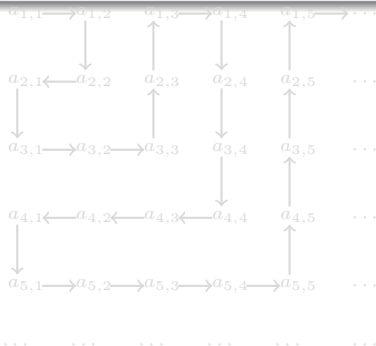 a1,1 → a1,2 a1,3 → a1,4 a1,5 → ···
a2,1 ← a2,2 a2,3 a2,4 a2,5 ···
a3,1 → a3,2 → a3,3 a3,4 a3,5 ···
a4,1 ← a4,2 ← a4,3 ← a4,4 a4,5 ···
a5,1 → a5,2 → a5,3 → a5,4 → a5,5 ···
··· ··· ··· ··· ··· ···